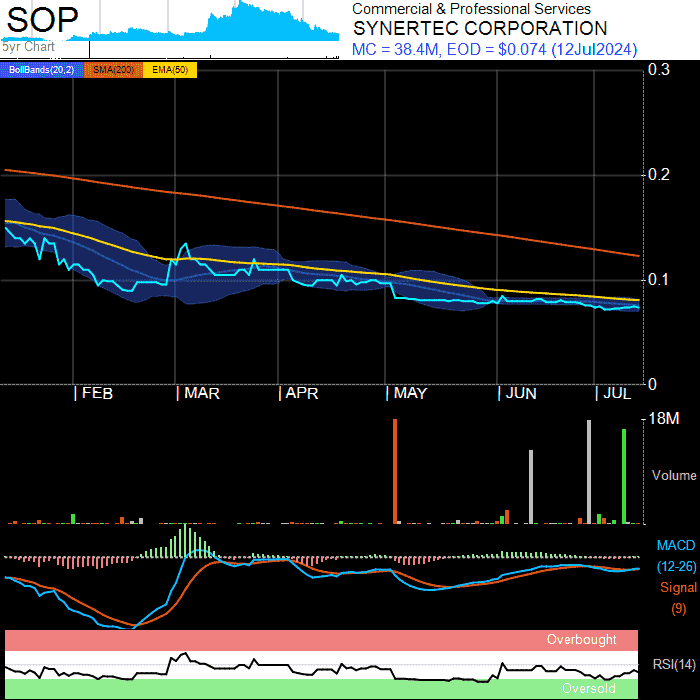 SOP
5yr Chart
Commercial & Professional Services
SYNERTEC CORPORATION
MC = 38.4M, EOD = $0.074 (12Jul2024)
BollBands(20,2) SMA(200) EMA(50)
0.3
0.2
0.1
0
| FEB | MAR | APR | MAY | JUN | JUL
18M
Volume
MACD
(12-26)
Signal
(9)
Overbought
RSI(14)
Oversold